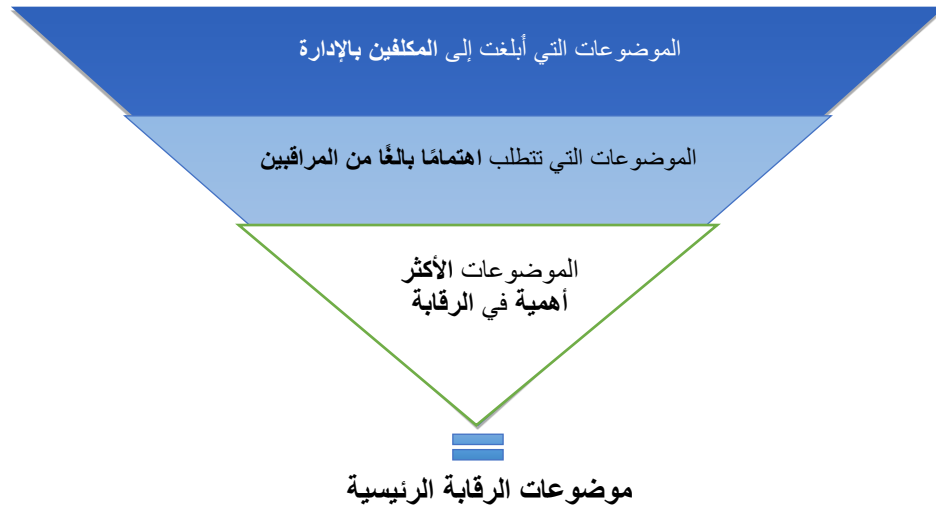 الموضوعات التي أبلغت إلى المكلفين بالإدارة
الموضوعات التي تتطلب اهتمامًا بالغًا من المراقبين
الموضوعات الأكثر
أهمية في الرقابة
موضوعات الرقابة الرئيسية